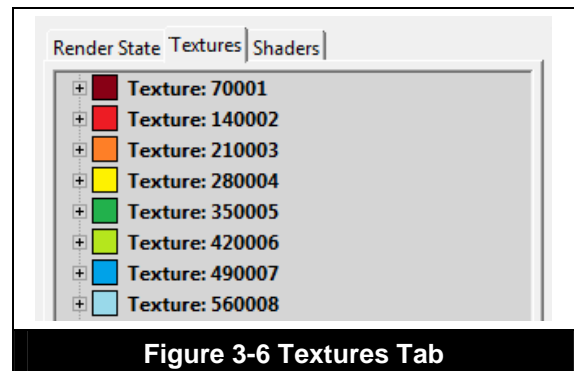 Render State Textures Shaders
Texture: 70001
Texture: 140002
Texture: 210003
Texture: 280004
Texture: 350005
Texture: 420006
Texture: 490007
Texture: 560008
Figure 3-6 Textures Tab